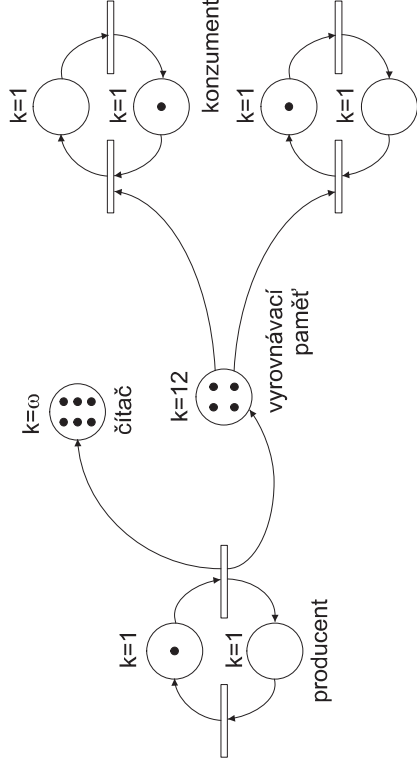 k=1
k=1
producent
k=ω
čítač
k=12
vyrovnávací
paměť
k=1
k=1
konzument
k=1
k=1